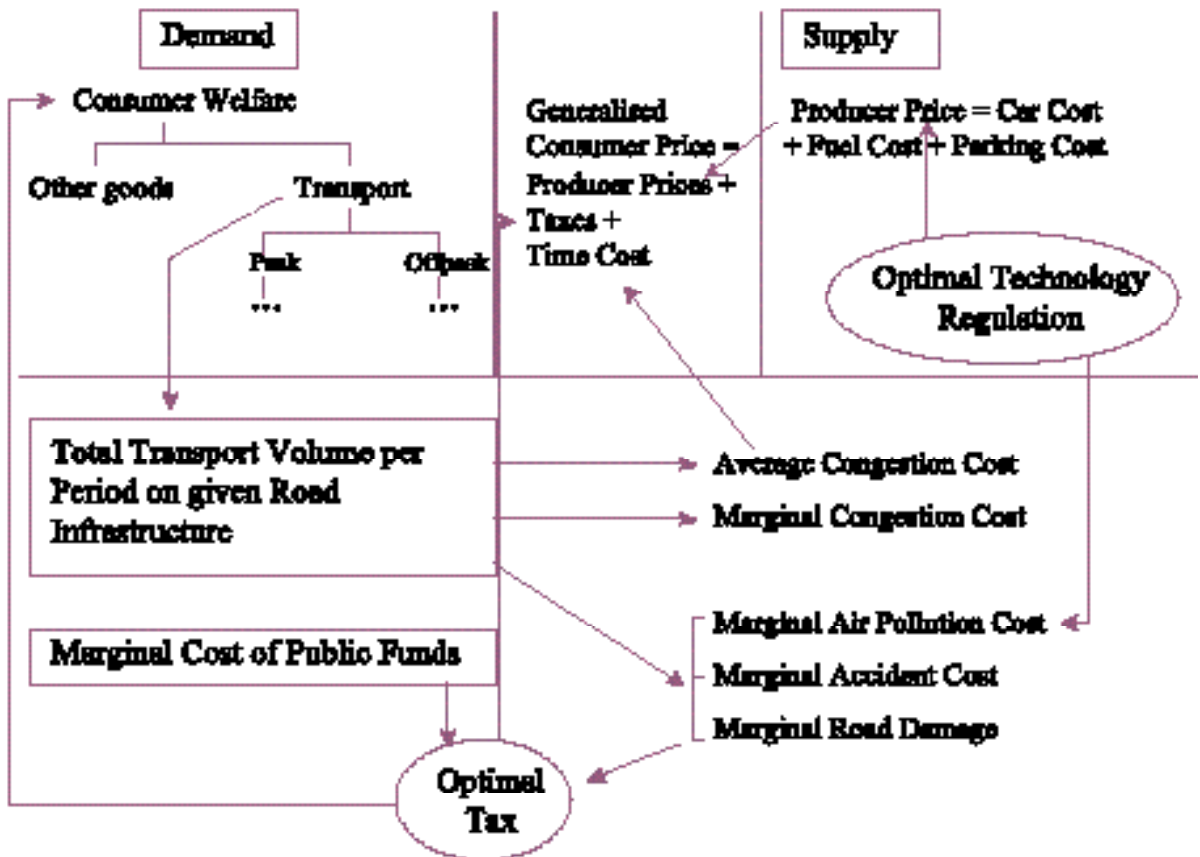 Demand
Supply
Consumer Welfare
Other goods
Transport
Peak
Offpeak
...
...
Generalised
Consumer Price =
Producer Prices +
Taxes +
Time Cost
Producer Price = Car Cost
+ Fuel Cost + Parking Cost
Optimal Technology
Regulation
Total Transport Volume per
Period on given Road
Infrastructure
Average Congestion Cost
Marginal Congestion Cost
Marginal Cost of Public Funds
Marginal Air Pollution Cost
Marginal Accident Cost
Marginal Road Damage
Optimal
Tax